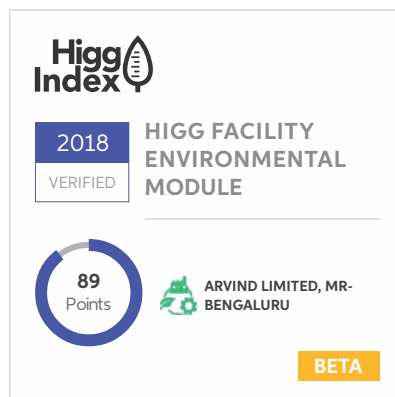 Higg
Index
2018
VERIFIED
HIGG FACILITY
ENVIRONMENTAL
MODULE
89
Points
ARVIND LIMITED, MR-
BENGALURU
BETA